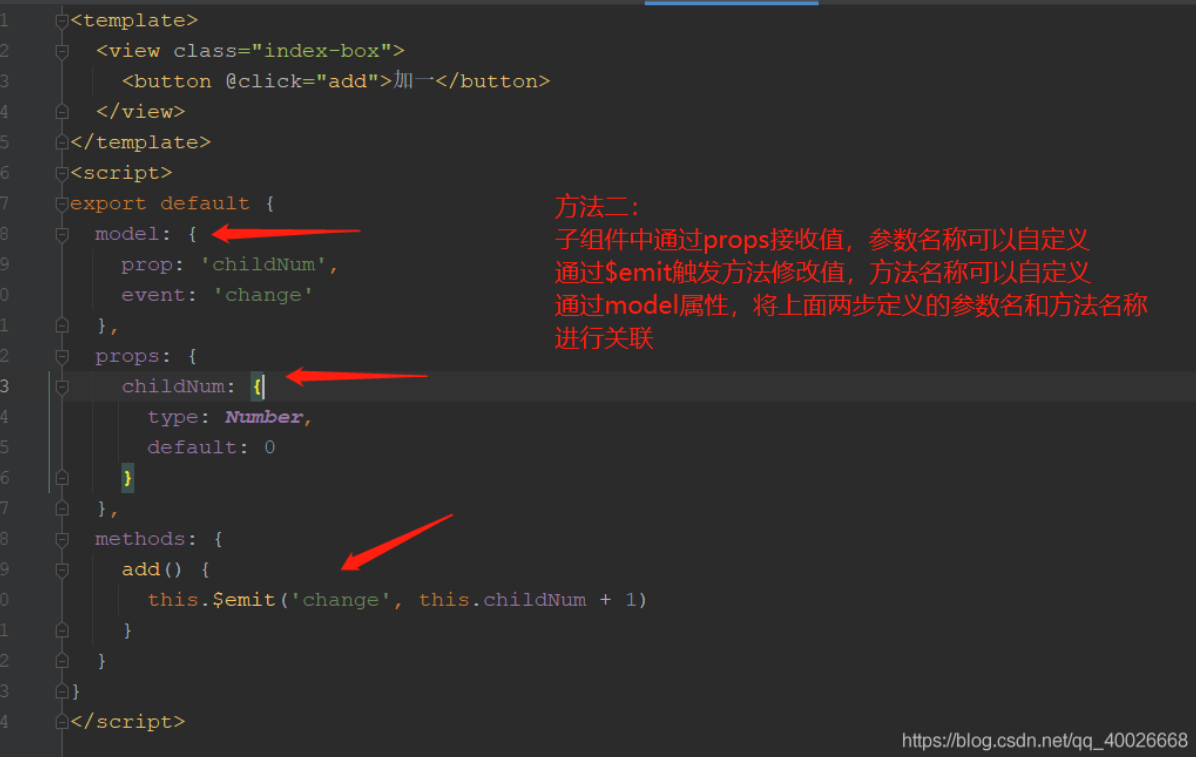 1 <template>
2 <view class="index-box">
3 <button @click="add">加一</button>
4 </view>
5 </template>
6 <script>
7 export default {
8 model: {
9 prop: 'childNum',
0 event: 'change'
1 },
2 props: {
3 childNum: {
4 type: Number,
5 default: 0
6 }
7 },
8 methods: {
9 add() {
0 this.$emit('change', this.childNum + 1)
1 }
2 }
3 }
4 </script>
方法二：
子组件中通过props接收值，参数名称可以自定义
通过$emit触发方法修改值，方法名称可以自定义
通过model属性，将上面两步定义的参数名和方法名称
进行关联
https://blog.csdn.net/qq_40026668